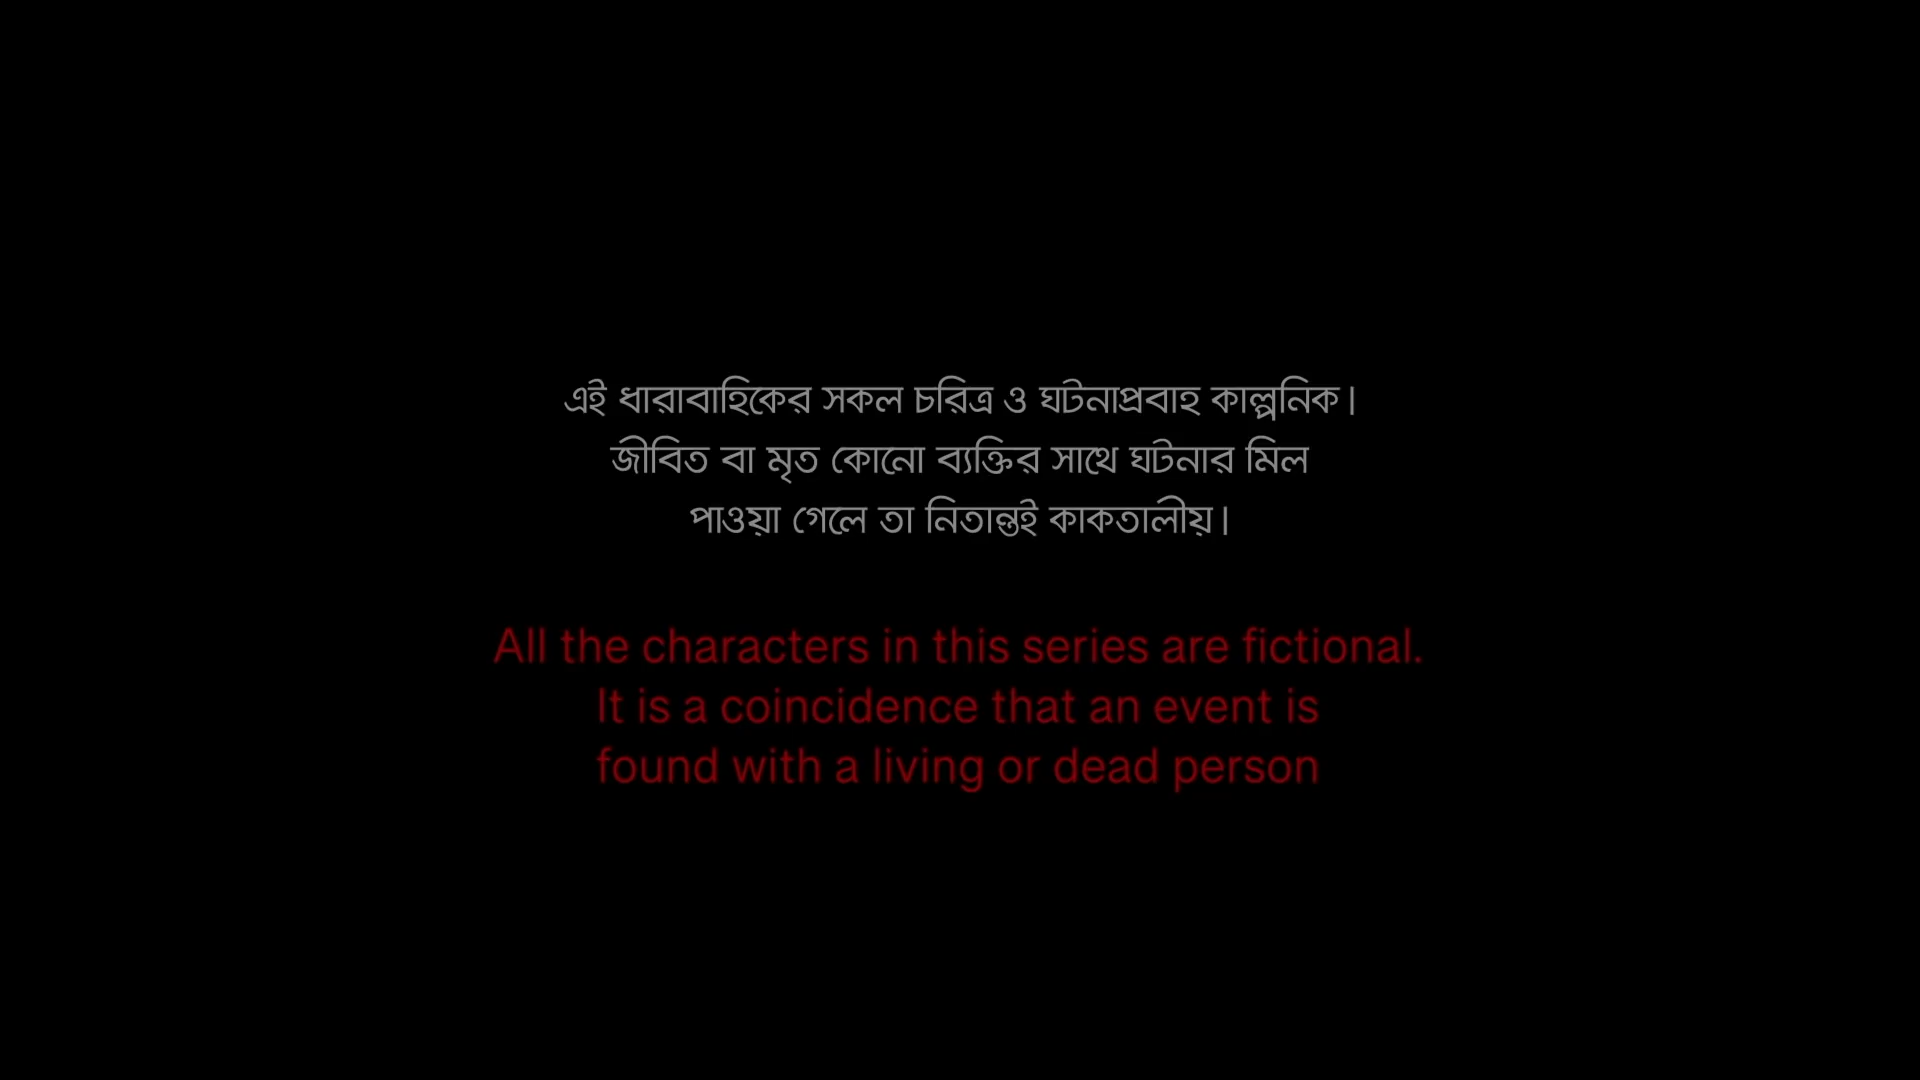 এই ধারাবাহিকের সকল চরিত্র ও ঘটনাপ্রবাহ কাল্পনিক।
জীবিত বা মৃত কোনো ব্যক্তির সাথে ঘটনার মিল
পাওয়া গেলে তা নিতান্তই কাকতালীয়।
All the characters in this series are fictional.
It is a coincidence that an event is
found with a living or dead person